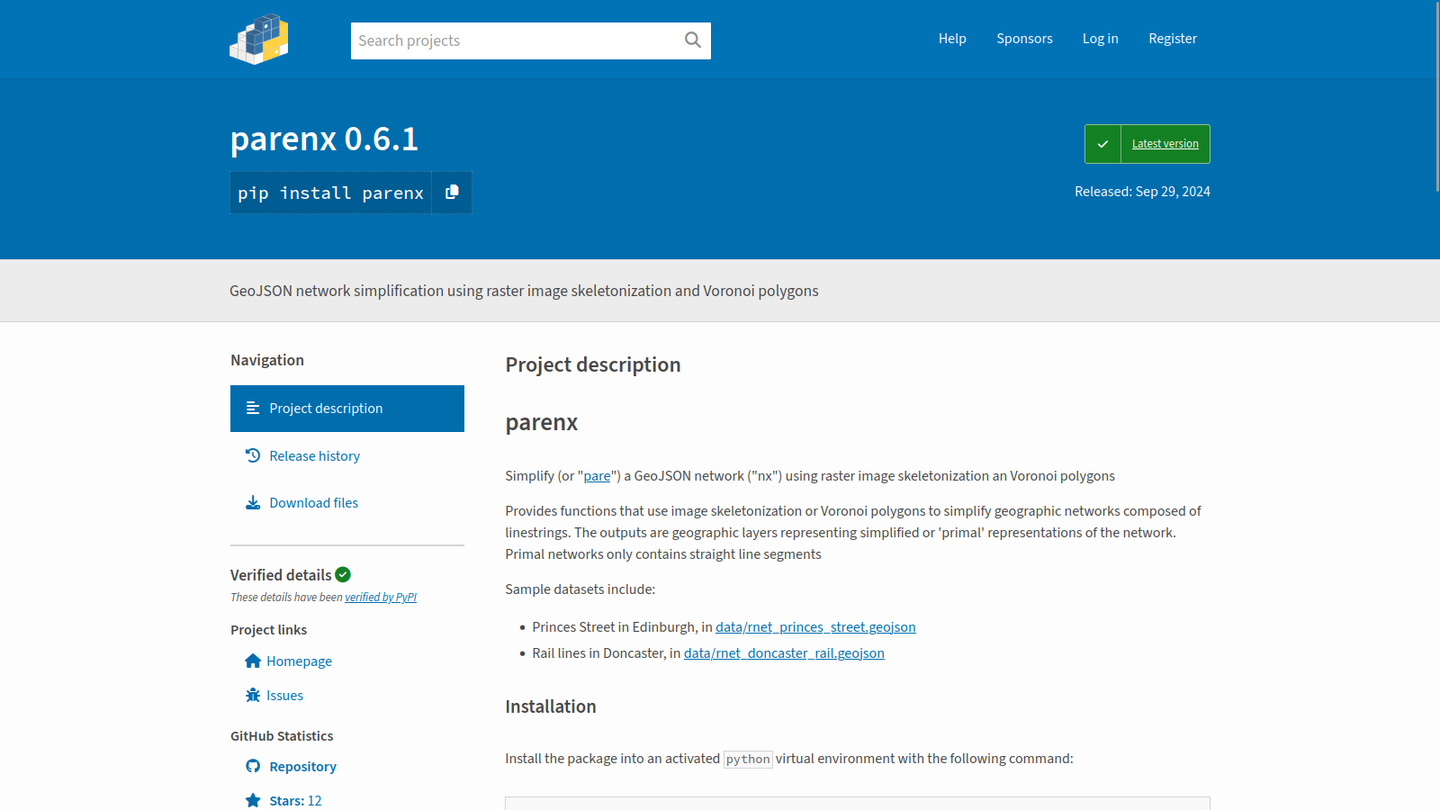 Search projects
Help
Sponsors
Log in
Register
parenx 0.6.1
pip install parenx
Latest version
Released: Sep 29, 2024
GeoJSON network simplification using raster image skeletonization and Voronoi polygons
Navigation
Project description
Release history
Download files
Verified details
These details have been verified by PyPI
Project links
Homepage
Issues
GitHub Statistics
Repository
Stars: 12
Project description
parenx
Simplify (or "pare") a GeoJSON network ("nx") using raster image skeletonization an Voronoi polygons
Provides functions that use image skeletonization or Voronoi polygons to simplify geographic networks composed of
linestrings. The outputs are geographic layers representing simplified or 'primal' representations of the network.
Primal networks only contains straight line segments
Sample datasets include:
Princes Street in Edinburgh, in data/rnet_princes_street.geojson
Rail lines in Doncaster, in data/rnet_doncaster_rail.geojson
Installation
Install the package into an activated python virtual environment with the following command: